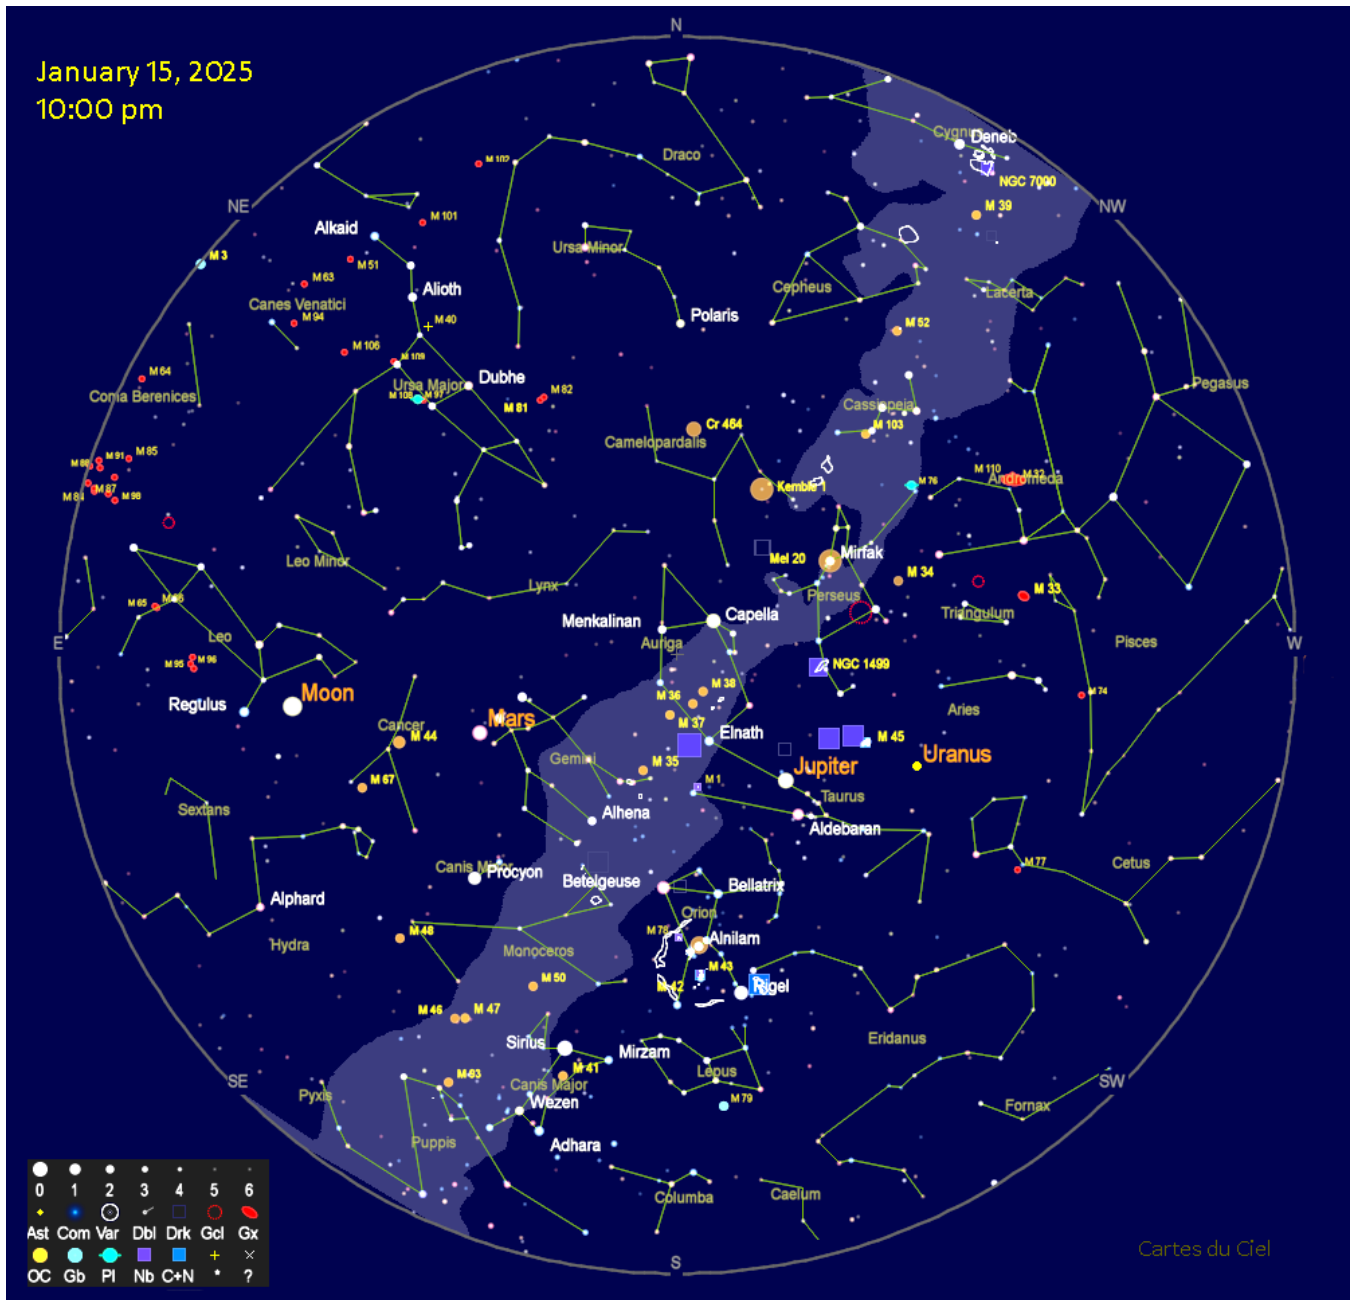 N
January 15, 2025
10:00 pm
Cygnus
Deneb
Draco
M 102
NGC 7000
NE
M 39
NW
M 101
Alkaid
Ursa Minor
M 3
M 51
M 63
Cepheus
Alioth
Lacerta
Canes Venatici
Polaris
M 94
M 40
M 52
M 106
M 109
M 64
Dubhe
Ursa Major
Pegasus
Coma Berenices
M 108
M 97
M 82
M 81
Cassiopeia
Cr 464
M 103
Camelopardalis
M 91
M 85
M 88
M 110
M 32
Andromeda
M 76
M 87
Kemble 1
M 84
M 98
Mirfak
Mel 20
Leo Minor
M 34
Lynx
M 33
Perseus
M 65
M 66
Triangulum
Capella
Menkalinan
Leo
E
Auriga
Pisces
W
M 95
M 96
NGC 1499
Moon
M 38
M 74
M 36
Regulus
Aries
Mars
M 37
Cancer
Elnath
M 44
M 45
Uranus
Gemini
M 35
Jupiter
M 67
M 1
Taurus
Sextans
Alhena
Aldebaran
M 77
Cetus
Canis Minor
Procyon
Betelgeuse
Bellatrix
Alphard
Orion
M 48
M 78
Alnilam
Hydra
Monoceros
M 43
M 50
M 42
Rigel
M 46
M 47
Eridanus
Sirius
Mirzam
M 41
Lepus
SE
M 93
Canis Major
SW
Pyxis
Wezen
M 79
Fornax
Puppis
Adhara
Columba
Caelum
0 1 2 3 4 5 6
Ast Com Var Dbl Drk Gcl Gx
OC Gb Pl Nb C+N * ?
S
Cartes du Ciel